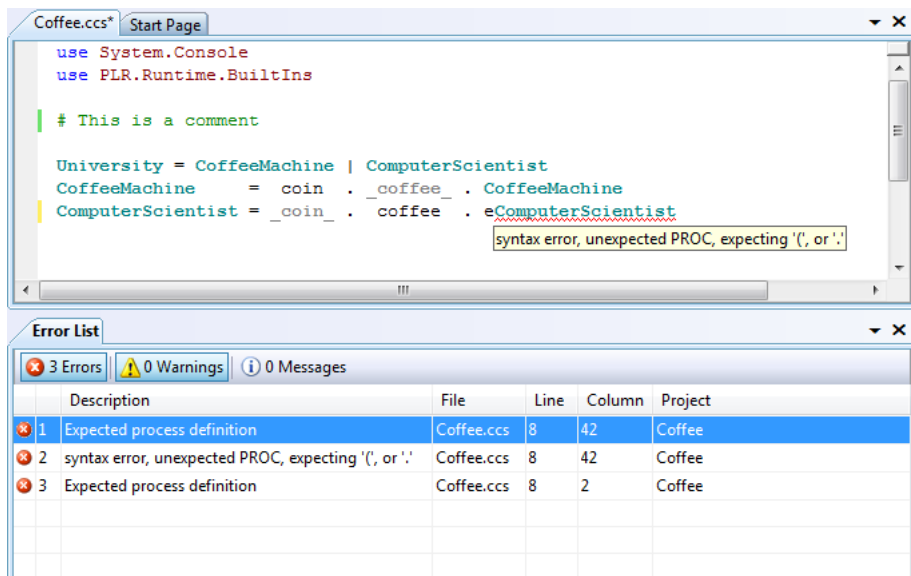 Coffee.ccs* Start Page
use System.Console
use PLR.Runtime.BuiltIns
# This is a comment
University = CoffeeMachine | ComputerScientist
CoffeeMachine = coin . _coffee_ . CoffeeMachine
ComputerScientist = _coin_ . coffee . eComputerScientist
syntax error, unexpected PROC, expecting '(', or '.'
Error List
3 Errors 0 Warnings 0 Messages
Description File Line Column Project
1 Expected process definition Coffee.ccs 8 42 Coffee
2 syntax error, unexpected PROC, expecting '(', or '.' Coffee.ccs 8 42 Coffee
3 Expected process definition Coffee.ccs 8 2 Coffee